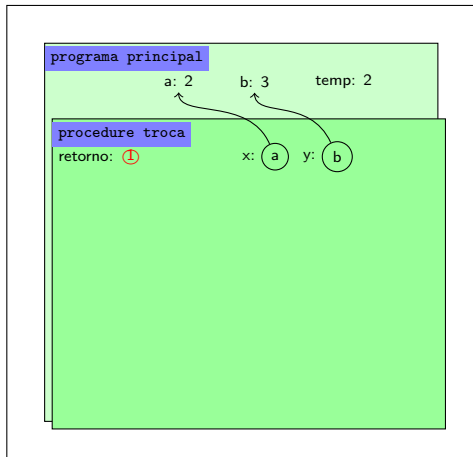 programa principal
a: 2 b: 3 temp: 2
procedure troca
retorno: 1 x: a y: b